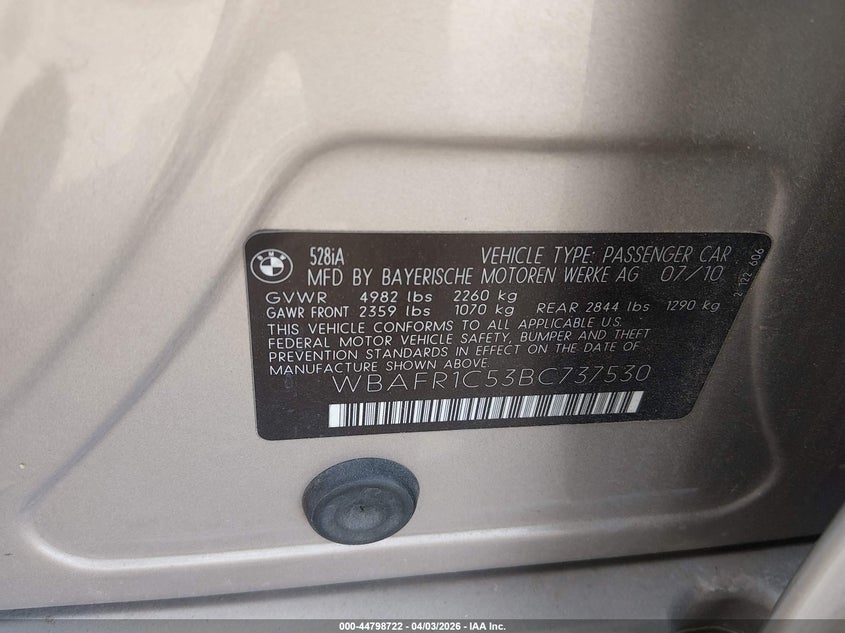 BMW
528iA VEHICLE TYPE: PASSENGER CAR
MFD BY BAYERISCHE MOTOREN WERKE AG 07/10
GVWR 4982 lbs 2260 kg
GAWR FRONT 2359 lbs 1070 kg REAR 2844 lbs 1290 kg
THIS VEHICLE CONFORMS TO ALL APPLICABLE U.S.
FEDERAL MOTOR VEHICLE SAFETY, BUMPER AND THEFT
PREVENTION STANDARDS IN EFFECT ON THE DATE OF
MANUFACTURE SHOWN ABOVE.
WBAFR1C53BC737530
2 122 606
000-44798722 - 04/03/2026 - IAA Inc.